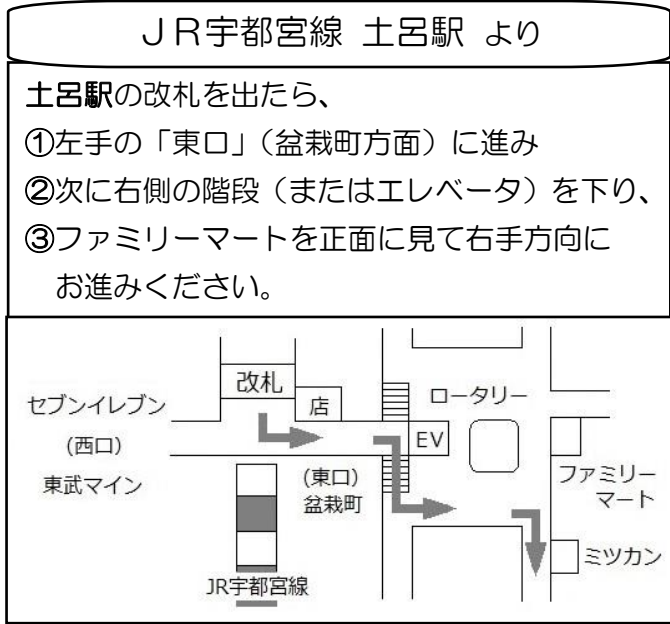 ＪＲ宇都宮線 土呂駅 より
土呂駅の改札を出たら、
①左手の「東口」（盆栽町方面）に進み
②次に右側の階段（またはエレベータ）を下り、
③ファミリーマートを正面に見て右手方向に
お進みください。
改札
店
ロータリー
セブンイレブン
(西口)
東武マイン
EV
(東口)
盆栽町
ファミリー
マート
ミツカン
JR宇都宮線